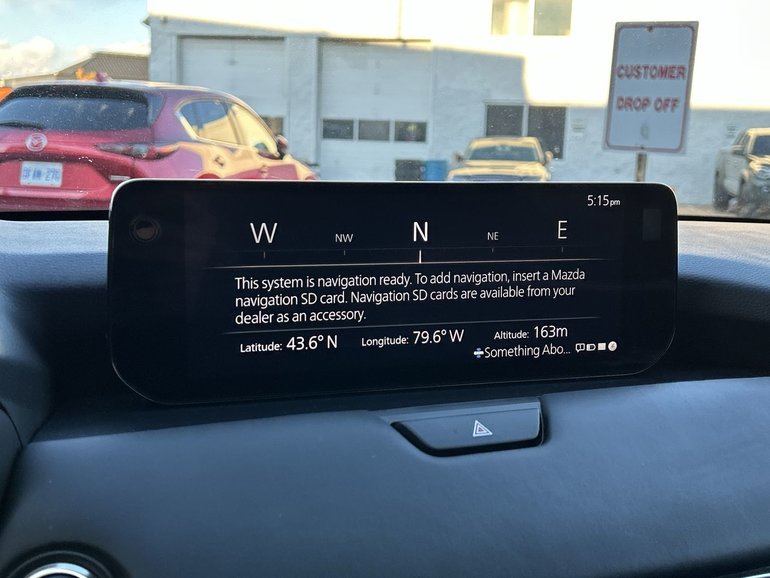 CUSTOMER
DROP OFF
5:15pm
W NW N NE E
This system is navigation ready. To add navigation, insert a Mazda
navigation SD card. Navigation SD cards are available from your
dealer as an accessory.
Latitude: 43.6° N Longitude: 79.6° W Altitude: 163m
Something Abo...